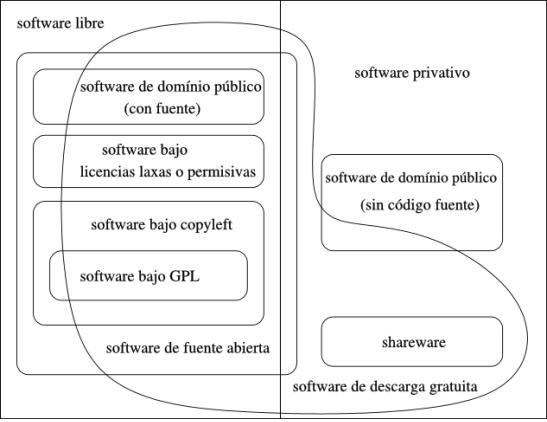 software libre
software privativo
software de domínio público
(con fuente)
software bajo
licencias laxas o permisivas
software bajo copyleft
software bajo GPL
software de fuente abierta
software de domínio público
(sin código fuente)
shareware
software de descarga gratuita